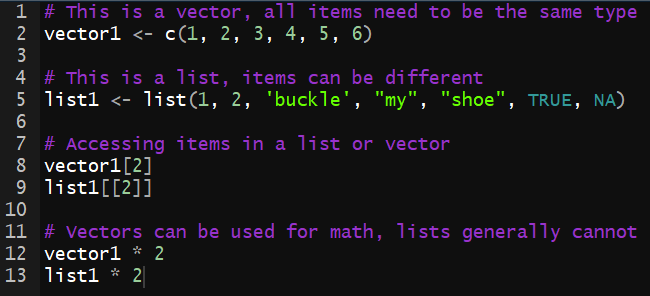 1 # This is a vector, all items need to be the same type
2 vector1 <- c(1, 2, 3, 4, 5, 6)
3
4 # This is a list, items can be different
5 list1 <- list(1, 2, 'buckle', "my", "shoe", TRUE, NA)
6
7 # Accessing items in a list or vector
8 vector1[2]
9 list1[[2]]
10
11 # Vectors can be used for math, lists generally cannot
12 vector1 * 2
13 list1 * 2